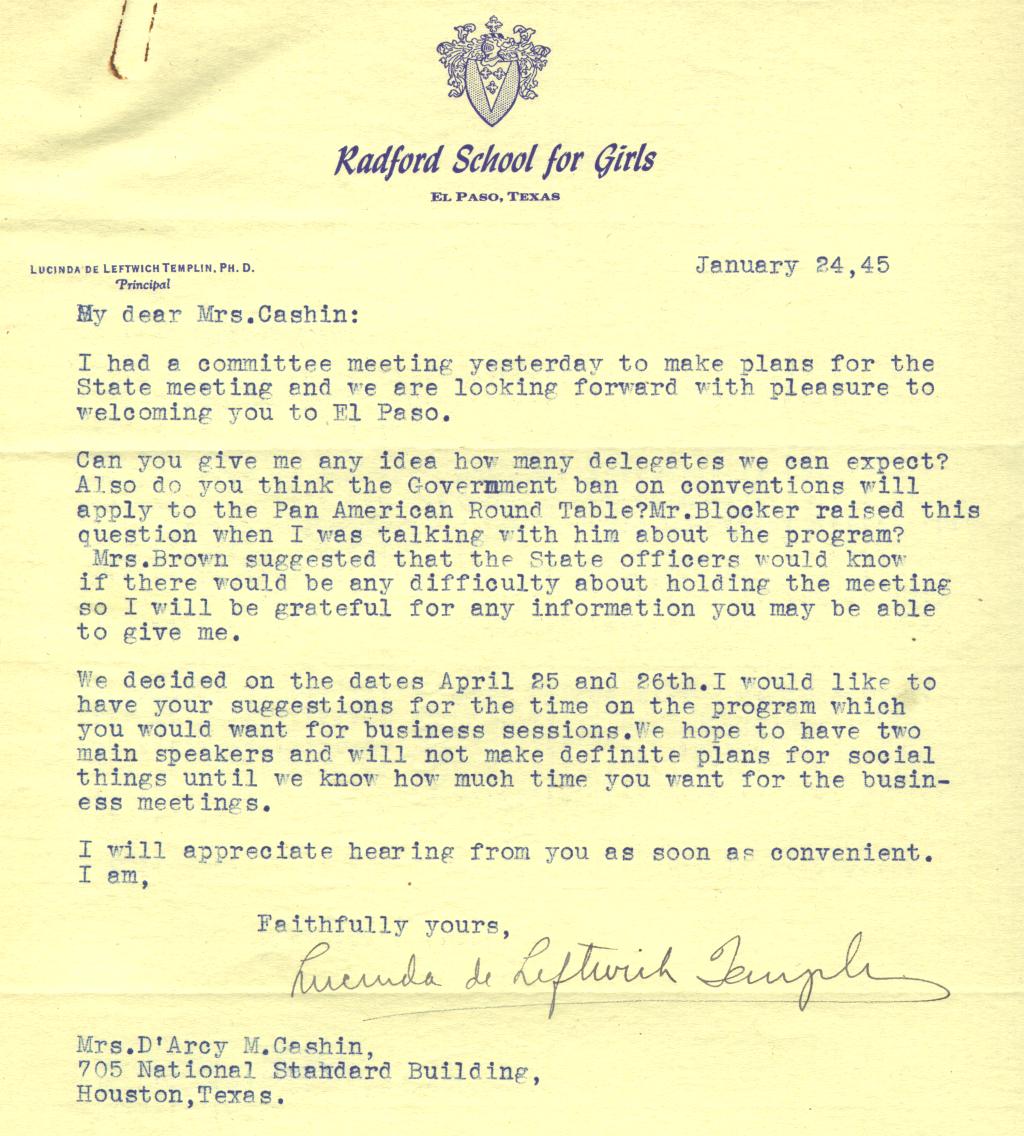 Radford School for Girls
El Paso, Texas
Lucinda de Leftwich Templin, Ph. D.
Principal
January 24,45
My dear Mrs.Cashin:
I had a committee meeting yesterday to make plans for the
State meeting and we are looking forward with pleasure to
welcoming you to El Paso.
Can you give me any idea how many delegates we can expect?
Also do you think the Government ban on conventions will
apply to the Pan American Round Table?Mr.Blocker raised this
question when I was talking with him about the program?
Mrs.Brown suggested that the State officers would know
if there would be any difficulty about holding the meeting
so I will be grateful for any information you may be able
to give me.
We decided on the dates April 25 and 26th.I would like to
have your suggestions for the time on the program which
you would want for business sessions.We hope to have two
main speakers and will not make definite plans for social
things until we know how much time you want for the busin-
ess meetings.
I will appreciate hearing from you as soon as convenient.
I am,
Faithfully yours,
Lucinda de Leftwich Templin
Mrs.D'Arcy M.Cashin,
705 National Standard Building,
Houston,Texas.